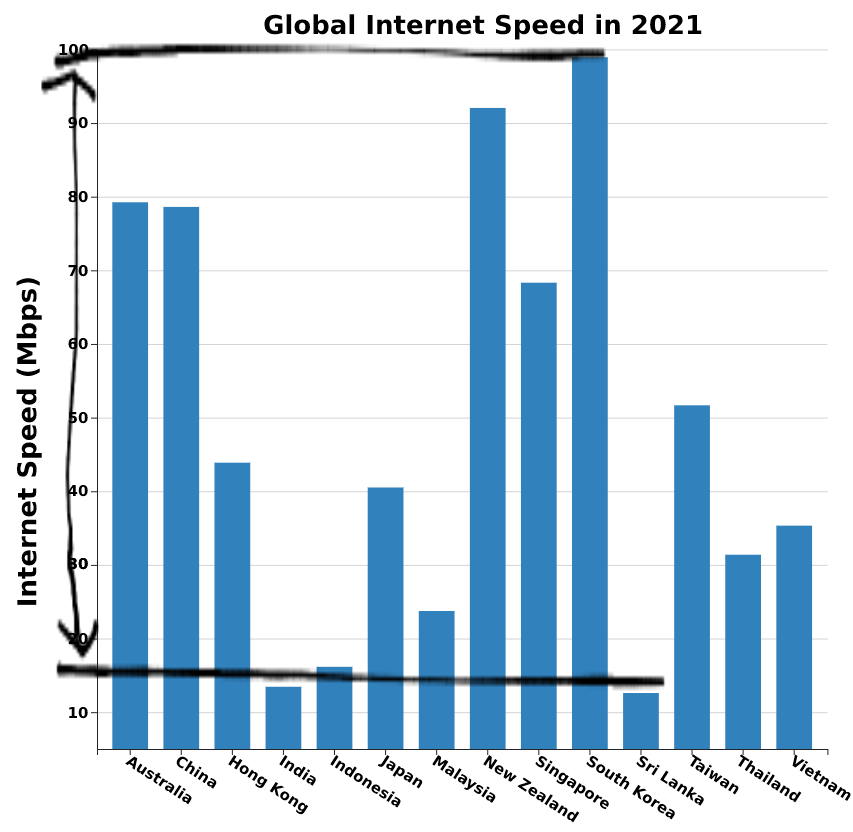 Global Internet Speed in 2021
Internet Speed (Mbps)
100
90
80
70
60
50
40
30
20
10
Australia
China
Hong Kong
India
Indonesia
Japan
Malaysia
New Zealand
Singapore
South Korea
Sri Lanka
Taiwan
Thailand
Vietnam